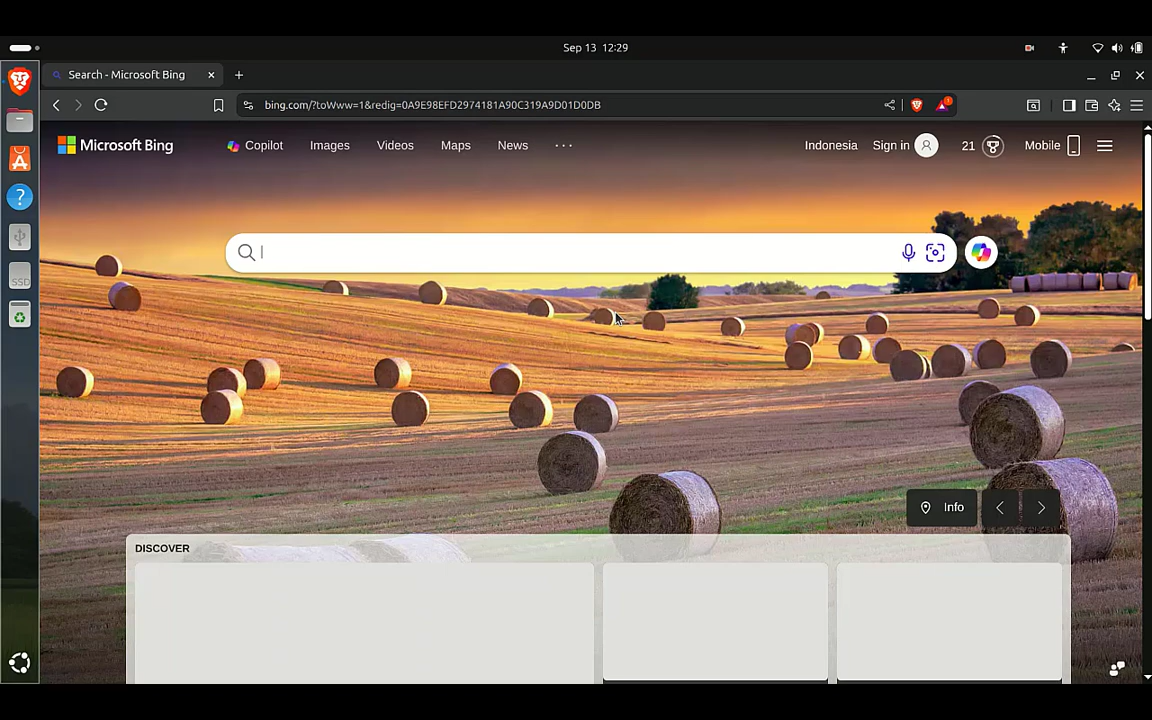 Sep 13 12:29
Search - Microsoft Bing
bing.com/?toWww=1&redig=0A9E98EFD2974181A90C319A9D01D0DB
Microsoft Bing
Copilot
Images
Videos
Maps
News
Indonesia
Sign in
21
Mobile
SSD
Info
DISCOVER